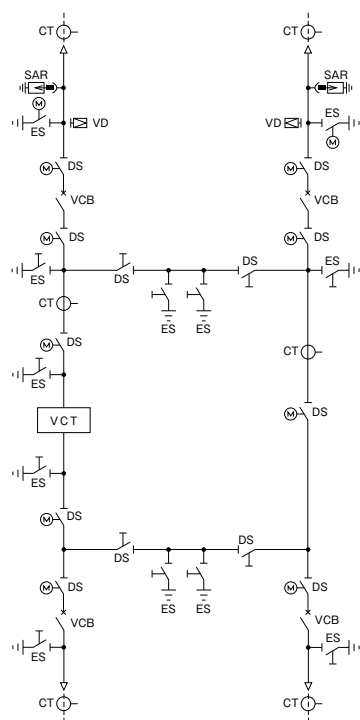 CT CT
SAR SAR
M ES
ES VD VD M
M DS M DS
VCB VCB
M DS M DS
ES DS DS ES
CT ES ES
M DS CT
ES
VCT M DS
ES
M DS
DS DS
M DS ES ES M DS
VCB VCB
ES ES
CT CT